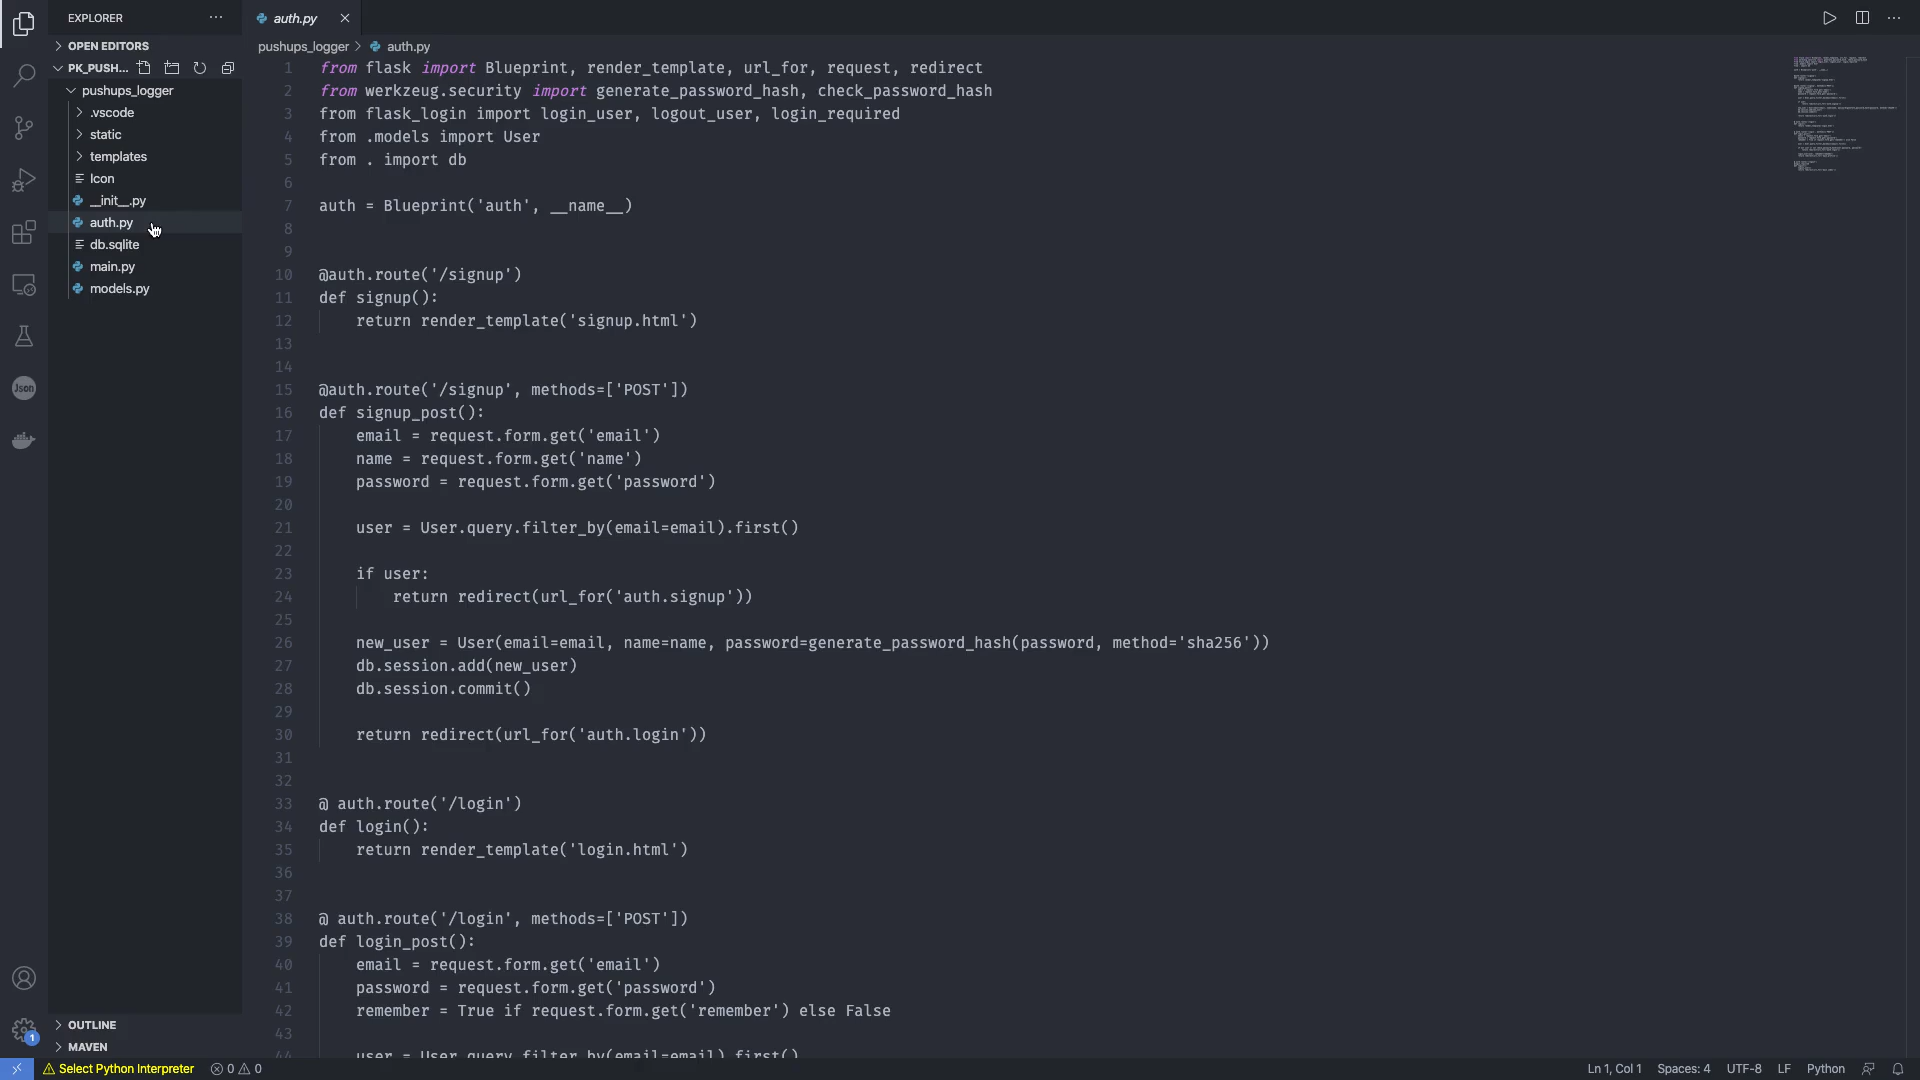 EXPLORER
auth.py
OPEN EDITORS
PK_PUSH...
pushups_logger
.vscode
static
templates
Icon
__init__.py
auth.py
db.sqlite
main.py
models.py
OUTLINE
MAVEN
Json
1
pushups_logger > auth.py
1 from flask import Blueprint, render_template, url_for, request, redirect
2 from werkzeug.security import generate_password_hash, check_password_hash
3 from flask_login import login_user, logout_user, login_required
4 from .models import User
5 from . import db
6
7 auth = Blueprint('auth', __name__)
8
9
10 @auth.route('/signup')
11 def signup():
12 return render_template('signup.html')
13
14
15 @auth.route('/signup', methods=['POST'])
16 def signup_post():
17 email = request.form.get('email')
18 name = request.form.get('name')
19 password = request.form.get('password')
20
21 user = User.query.filter_by(email=email).first()
22
23 if user:
24 return redirect(url_for('auth.signup'))
25
26 new_user = User(email=email, name=name, password=generate_password_hash(password, method='sha256'))
27 db.session.add(new_user)
28 db.session.commit()
29
30 return redirect(url_for('auth.login'))
31
32
33 @ auth.route('/login')
34 def login():
35 return render_template('login.html')
36
37
38 @ auth.route('/login', methods=['POST'])
39 def login_post():
40 email = request.form.get('email')
41 password = request.form.get('password')
42 remember = True if request.form.get('remember') else False
43
44 user = User.query.filter_by(email=email).first()
Select Python Interpreter 0 0 Ln 1, Col 1 Spaces: 4 UTF-8 LF Python